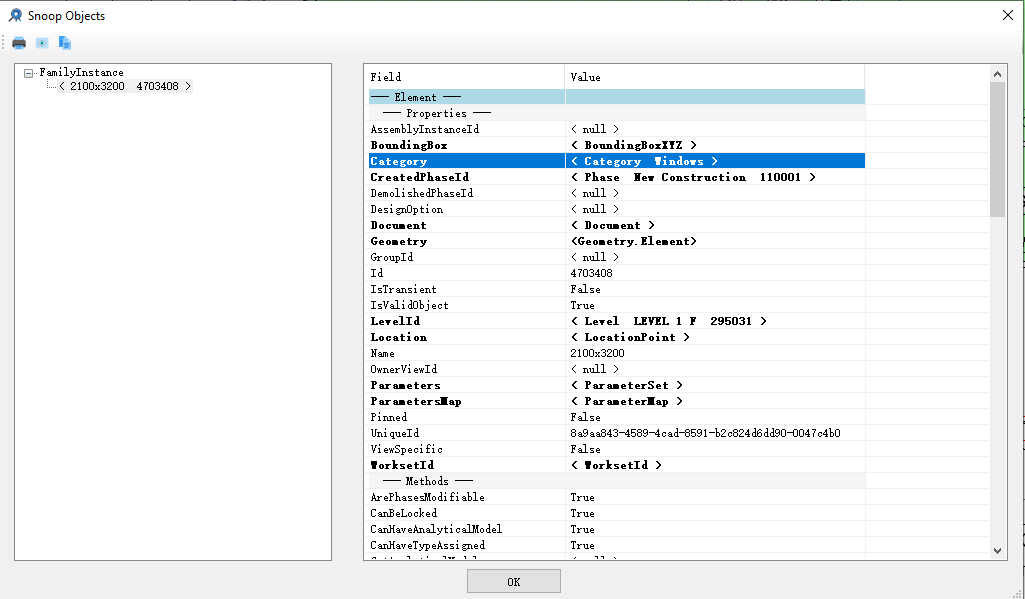 Snoop Objects
FamilyInstance
< 2100x3200 4703408 >
Field Value
--- Element ---
--- Properties ---
AssemblyInstanceId < null >
BoundingBox < BoundingBoxXYZ >
Category < Category Windows >
CreatedPhaseId < Phase New Construction 110001 >
DemolishedPhaseId < null >
DesignOption < null >
Document < Document >
Geometry <Geometry.Element>
GroupId < null >
Id 4703408
IsTransient False
IsValidObject True
LevelId < Level LEVEL 1 F 295031 >
Location < LocationPoint >
Name 2100x3200
OwnerViewId < null >
Parameters < ParameterSet >
ParametersMap < ParameterMap >
Pinned False
UniqueId 8a9aa843-4589-4cad-8591-b2c824d6dd90-0047c4b0
ViewSpecific False
WorksetId < WorksetId >
--- Methods ---
ArePhasesModifiable True
CanBeLocked True
CanHaveAnalyticalModel True
CanHaveTypeAssigned True
OK